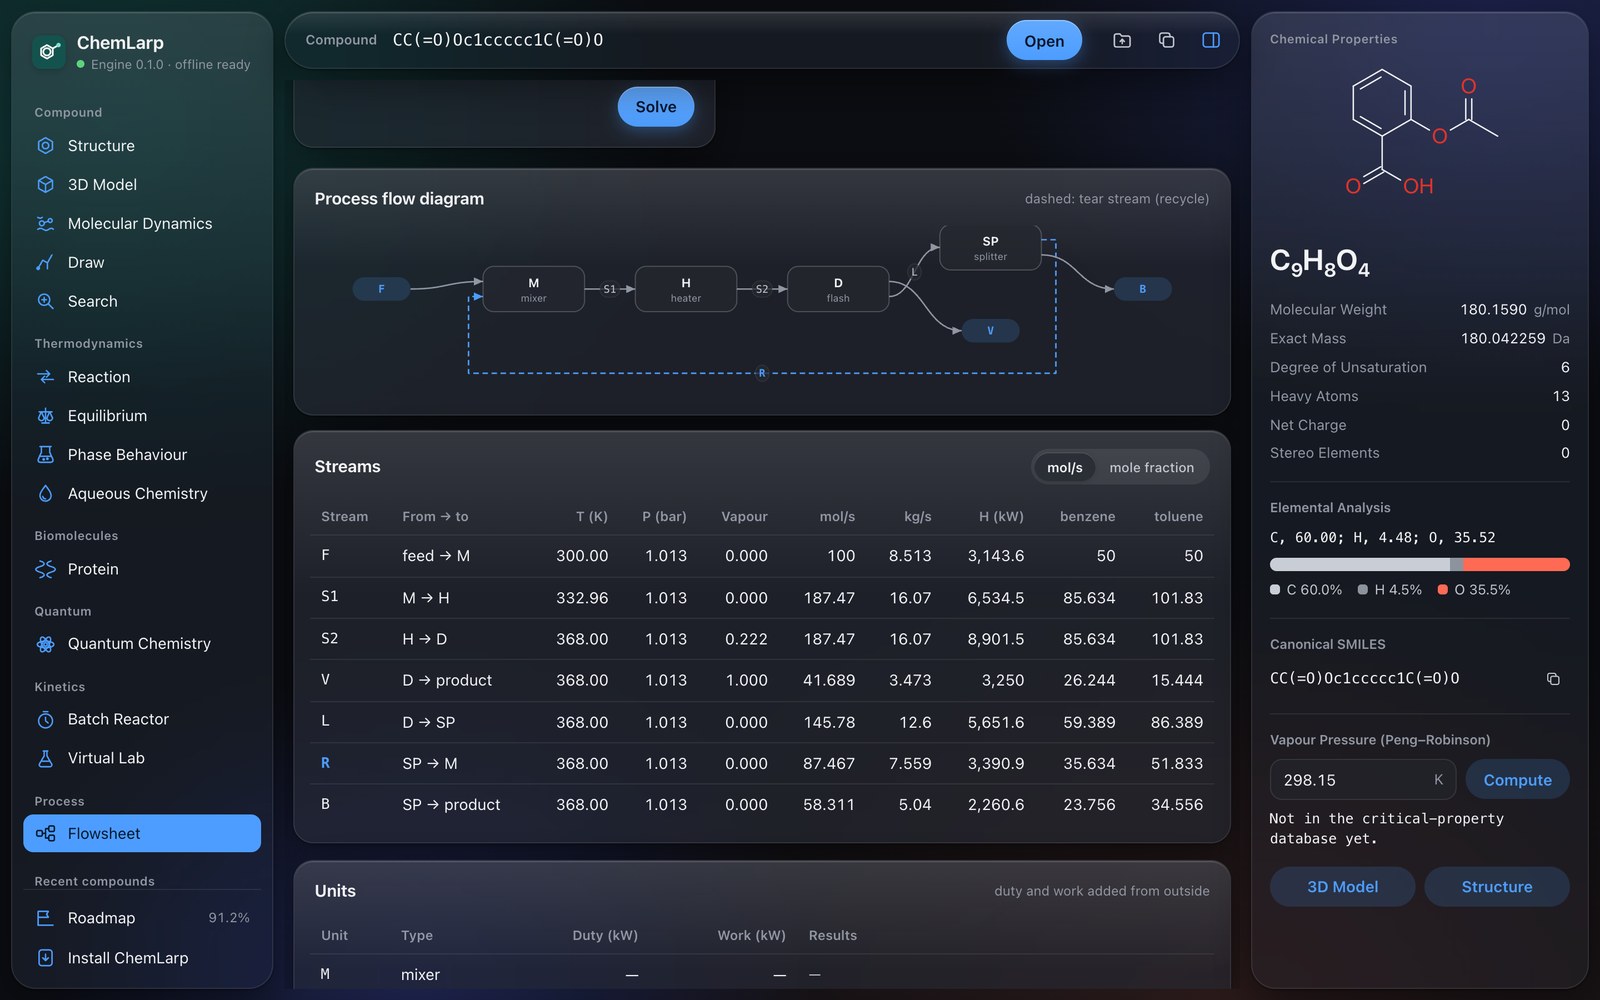 ChemLarp
Engine 0.1.0 · offline ready
Compound
Structure
3D Model
Molecular Dynamics
Draw
Search
Thermodynamics
Reaction
Equilibrium
Phase Behaviour
Aqueous Chemistry
Biomolecules
Protein
Quantum
Quantum Chemistry
Kinetics
Batch Reactor
Virtual Lab
Process
Flowsheet
Recent compounds
Roadmap 91.2%
Install ChemLarp
Compound CC(=O)Oc1ccccc1C(=O)O Open
Solve
Process flow diagram dashed: tear stream (recycle)
SP
splitter
L
F
M
mixer
S1
H
heater
S2
D
flash
B
V
R
Streams mol/s mole fraction
Stream From → to T (K) P (bar) Vapour mol/s kg/s H (kW) benzene toluene
F feed → M 300.00 1.013 0.000 100 8.513 3,143.6 50 50
S1 M → H 332.96 1.013 0.000 187.47 16.07 6,534.5 85.634 101.83
S2 H → D 368.00 1.013 0.222 187.47 16.07 8,901.5 85.634 101.83
V D → product 368.00 1.013 1.000 41.689 3.473 3,250 26.244 15.444
L D → SP 368.00 1.013 0.000 145.78 12.6 5,651.6 59.389 86.389
R SP → M 368.00 1.013 0.000 87.467 7.559 3,390.9 35.634 51.833
B SP → product 368.00 1.013 0.000 58.311 5.04 2,260.6 23.756 34.556
Units duty and work added from outside
Unit Type Duty (kW) Work (kW) Results
M mixer — — —
Chemical Properties
O
O
O
OH
C₉H₈O₄
Molecular Weight 180.1590 g/mol
Exact Mass 180.042259 Da
Degree of Unsaturation 6
Heavy Atoms 13
Net Charge 0
Stereo Elements 0
Elemental Analysis
C, 60.00; H, 4.48; O, 35.52
C 60.0% H 4.5% O 35.5%
Canonical SMILES
CC(=O)Oc1ccccc1C(=O)O
Vapour Pressure (Peng–Robinson)
298.15 K Compute
Not in the critical-property
database yet.
3D Model Structure